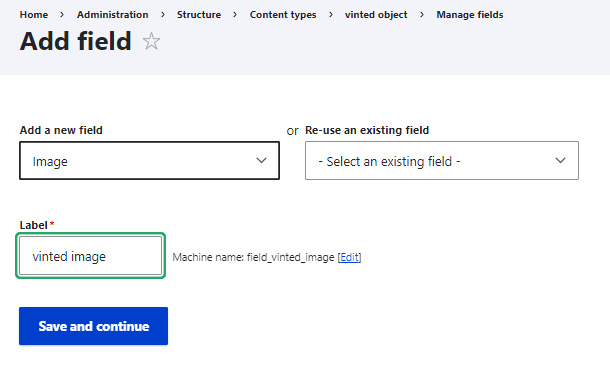 Home > Administration > Structure > Content types > vinted object > Manage fields
Add field
Add a new field or Re-use an existing field
Image - Select an existing field -
Label*
vinted image Machine name: field_vinted_image [Edit]
Save and continue